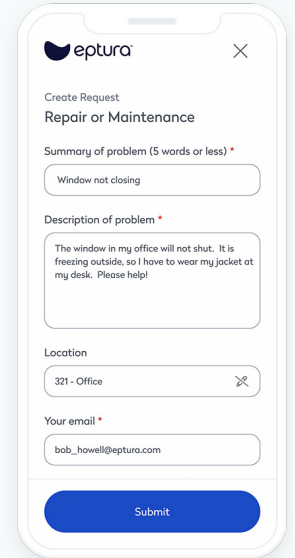 eptura
Create Request
Repair or Maintenance
Summary of problem (5 words or less) *
Window not closing
Description of problem *
The window in my office will not shut. It is
freezing outside, so I have to wear my jacket at
my desk. Please help!
Location
321 - Office
Your email *
bob_howell@eptura.com
Submit